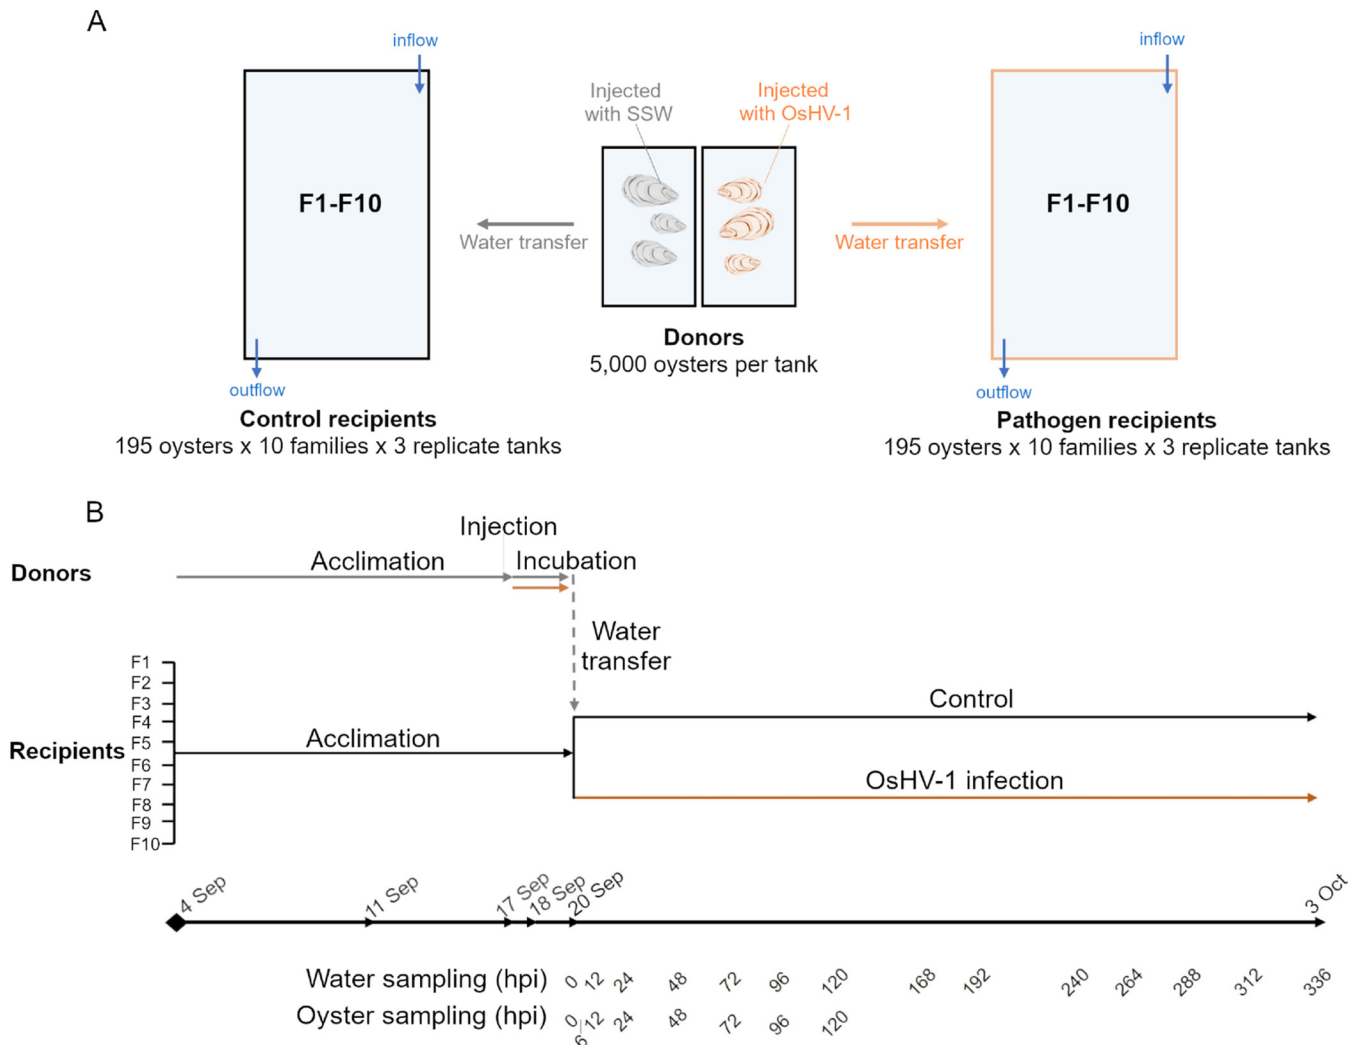 A
inflow
inflow
Injected
with SSW
Injected
with OsHV-1
F1-F10
F1-F10
Water transfer
Water transfer
Donors
5,000 oysters per tank
outflow
outflow
Control recipients
195 oysters x 10 families x 3 replicate tanks
Pathogen recipients
195 oysters x 10 families x 3 replicate tanks
B
Injection
Acclimation
Incubation
Donors
Water
transfer
F1
F2
F3
F4
F5
F6
F7
F8
F9
F10
Recipients
Acclimation
Control
OsHV-1 infection
4 Sep
11 Sep
17 Sep
18 Sep
20 Sep
3 Oct
Water sampling (hpi) 0 12 24 48 72 96 120 168 192 240 264 288 312 336
Oyster sampling (hpi) 0 6 12 24 48 72 96 120